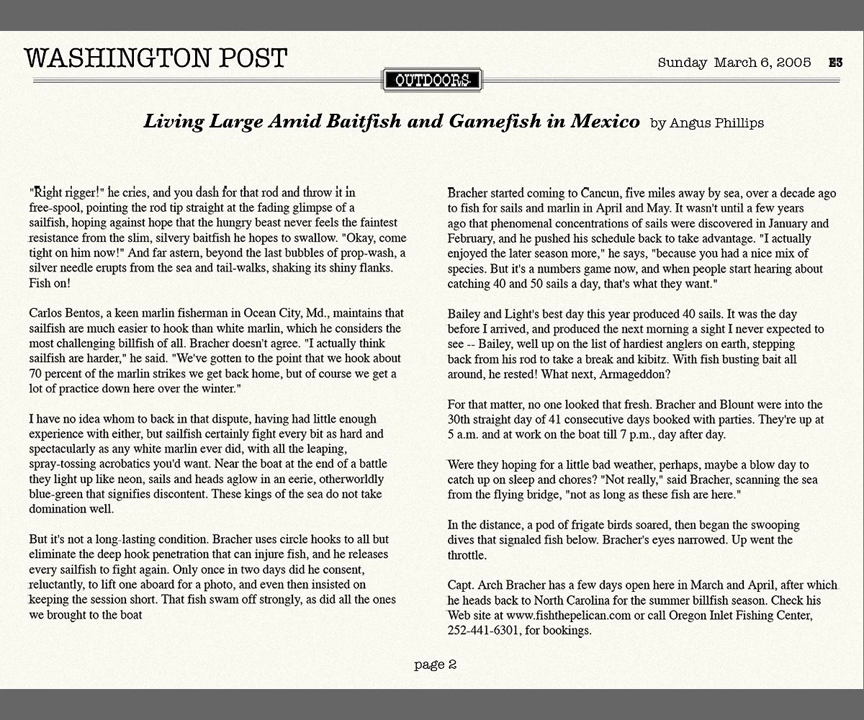 WASHINGTON POST
Sunday March 6, 2005 E3
OUTDOORS
Living Large Amid Baitfish and Gamefish in Mexico by Angus Phillips
"Right rigger!" he cries, and you dash for that rod and throw it in
free-spool, pointing the rod tip straight at the fading glimpse of a
sailfish, hoping against hope that the hungry beast never feels the faintest
resistance from the slim, silvery baitfish he hopes to swallow. "Okay, come
tight on him now!" And far astern, beyond the last bubbles of prop-wash, a
silver needle erupts from the sea and tail-walks, shaking its shiny flanks.
Fish on!
Carlos Bentos, a keen marlin fisherman in Ocean City, Md., maintains that
sailfish are much easier to hook than white marlin, which he considers the
most challenging billfish of all. Bracher doesn't agree. "I actually think
sailfish are harder," he said. "We've gotten to the point that we hook about
70 percent of the marlin strikes we get back home, but of course we get a
lot of practice down here over the winter."
I have no idea whom to back in that dispute, having had little enough
experience with either, but sailfish certainly fight every bit as hard and
spectacularly as any white marlin ever did, with all the leaping,
spray-tossing acrobatics you'd want. Near the boat at the end of a battle
they light up like neon, sails and heads aglow in an eerie, otherworldly
blue-green that signifies discontent. These kings of the sea do not take
domination well.
But it's not a long-lasting condition. Bracher uses circle hooks to all but
eliminate the deep hook penetration that can injure fish, and he releases
every sailfish to fight again. Only once in two days did he consent,
reluctantly, to lift one aboard for a photo, and even then insisted on
keeping the session short. That fish swam off strongly, as did all the ones
we brought to the boat
Bracher started coming to Cancun, five miles away by sea, over a decade ago
to fish for sails and marlin in April and May. It wasn't until a few years
ago that phenomenal concentrations of sails were discovered in January and
February, and he pushed his schedule back to take advantage. "I actually
enjoyed the later season more," he says, "because you had a nice mix of
species. But it's a numbers game now, and when people start hearing about
catching 40 and 50 sails a day, that's what they want."
Bailey and Light's best day this year produced 40 sails. It was the day
before I arrived, and produced the next morning a sight I never expected to
see -- Bailey, well up on the list of hardiest anglers on earth, stepping
back from his rod to take a break and kibitz. With fish busting bait all
around, he rested! What next, Armageddon?
For that matter, no one looked that fresh. Bracher and Blount were into the
30th straight day of 41 consecutive days booked with parties. They're up at
5 a.m. and at work on the boat till 7 p.m., day after day.
Were they hoping for a little bad weather, perhaps, maybe a blow day to
catch up on sleep and chores? "Not really," said Bracher, scanning the sea
from the flying bridge, "not as long as these fish are here."
In the distance, a pod of frigate birds soared, then began the swooping
dives that signaled fish below. Bracher's eyes narrowed. Up went the
throttle.
Capt. Arch Bracher has a few days open here in March and April, after which
he heads back to North Carolina for the summer billfish season. Check his
Web site at www.fishthepelican.com or call Oregon Inlet Fishing Center,
252-441-6301, for bookings.
page 2